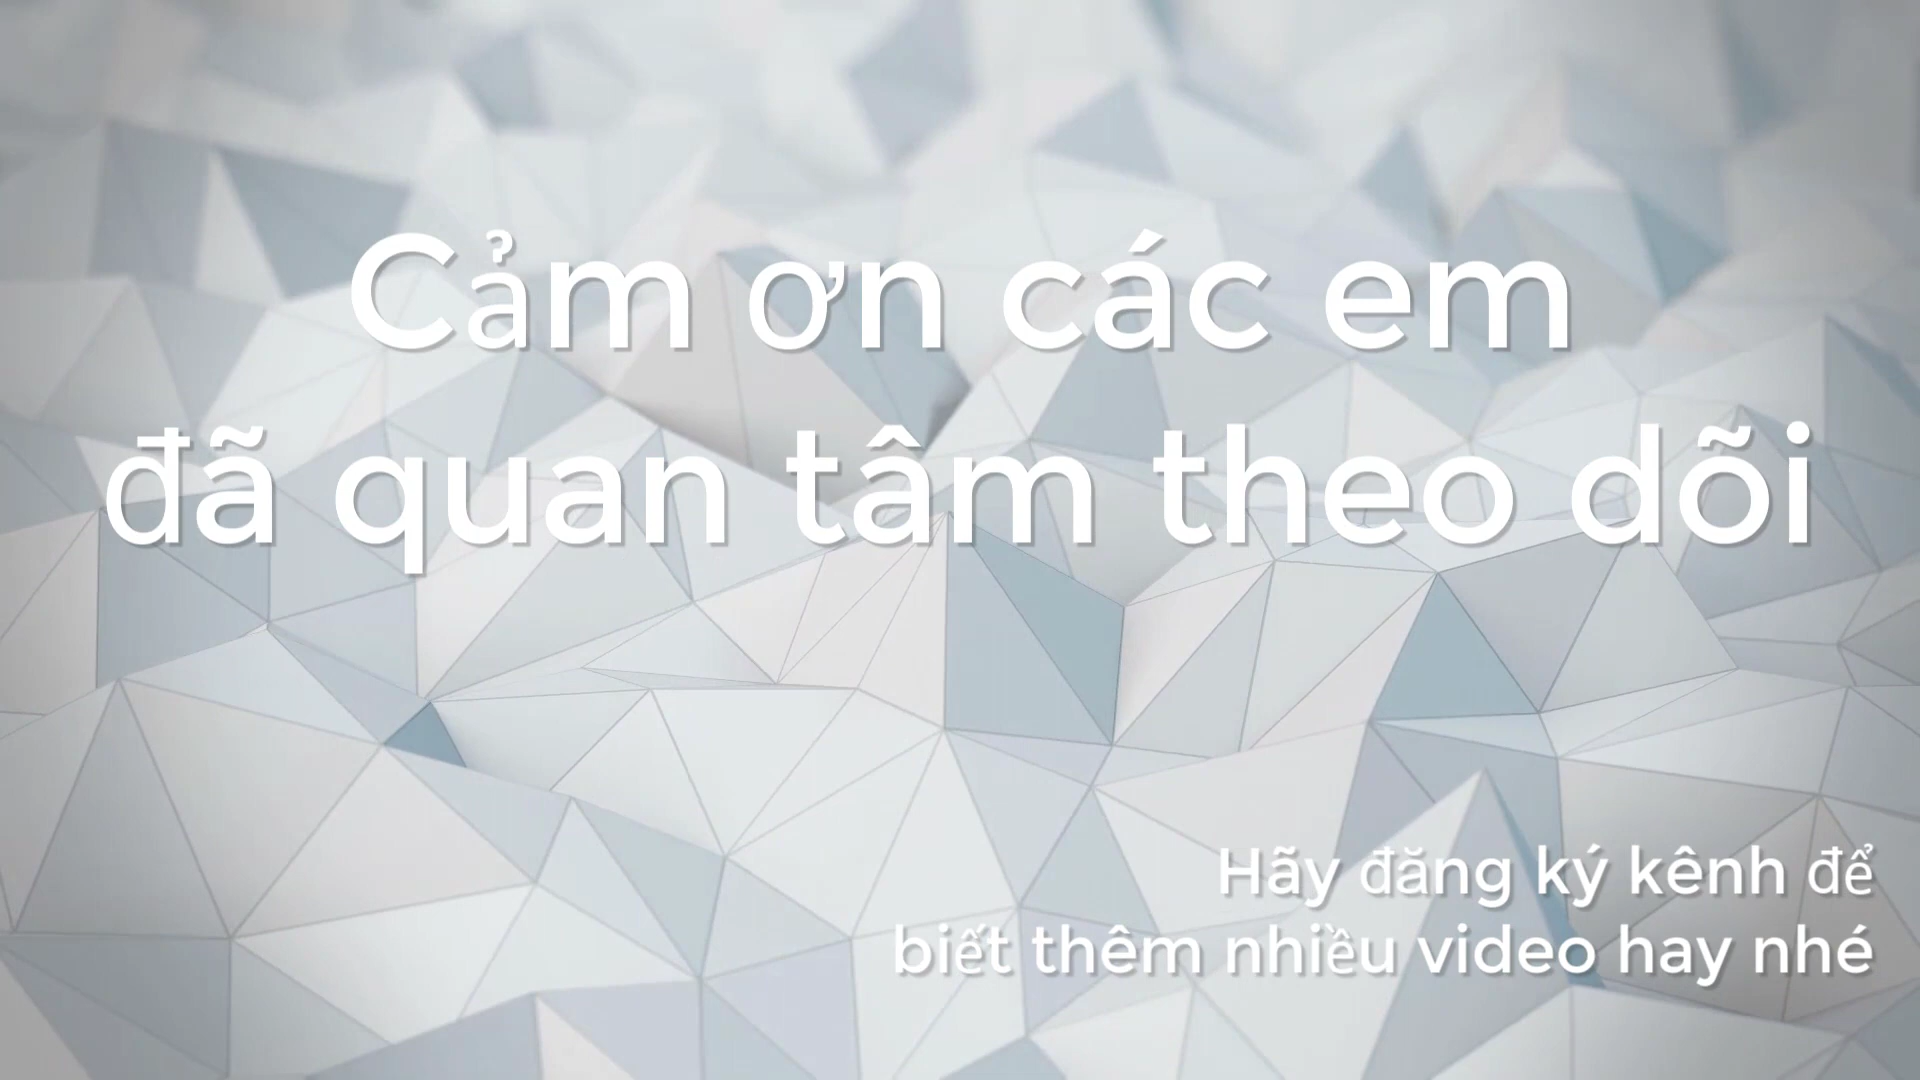 Cảm ơn các em
đã quan tâm theo dõi
Hãy đăng ký kênh để
biết thêm nhiều video hay nhé